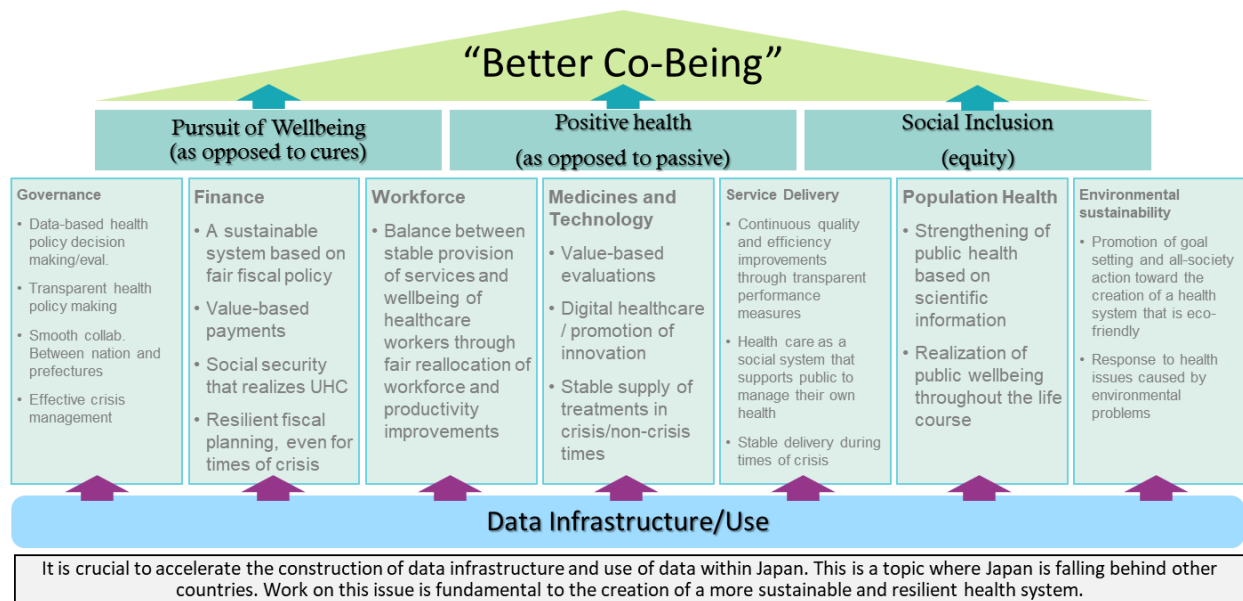 “Better Co-Being”
Pursuit of Wellbeing
(as opposed to cures)
Positive health
(as opposed to passive)
Social Inclusion
(equity)
Governance
• Data-based health
policy decision
making/eval.
• Transparent health
policy making
• Smooth collab.
Between nation and
prefectures
• Effective crisis
management
Finance
• A sustainable
system based on
fair fiscal policy
• Value-based
payments
• Social security
that realizes UHC
• Resilient fiscal
planning, even for
times of crisis
Workforce
• Balance between
stable provision
of services and
wellbeing of
healthcare
workers through
fair reallocation of
workforce and
productivity
improvements
Medicines and
Technology
• Value-based
evaluations
• Digital healthcare
/ promotion of
innovation
• Stable supply of
treatments in
crisis/non-crisis
times
Service Delivery
• Continuous quality
and efficiency
improvements
through transparent
performance
measures
• Health care as a
social system that
supports public to
manage their own
health
• Stable delivery during
times of crisis
Population Health
• Strengthening of
public health
based on
scientific
information
• Realization of
public wellbeing
throughout the life
course
Environmental
sustainability
• Promotion of goal
setting and all-society
action toward the
creation of a health
system that is eco-
friendly
• Response to health
issues caused by
environmental
problems
Data Infrastructure/Use
It is crucial to accelerate the construction of data infrastructure and use of data within Japan. This is a topic where Japan is falling behind other
countries. Work on this issue is fundamental to the creation of a more sustainable and resilient health system.